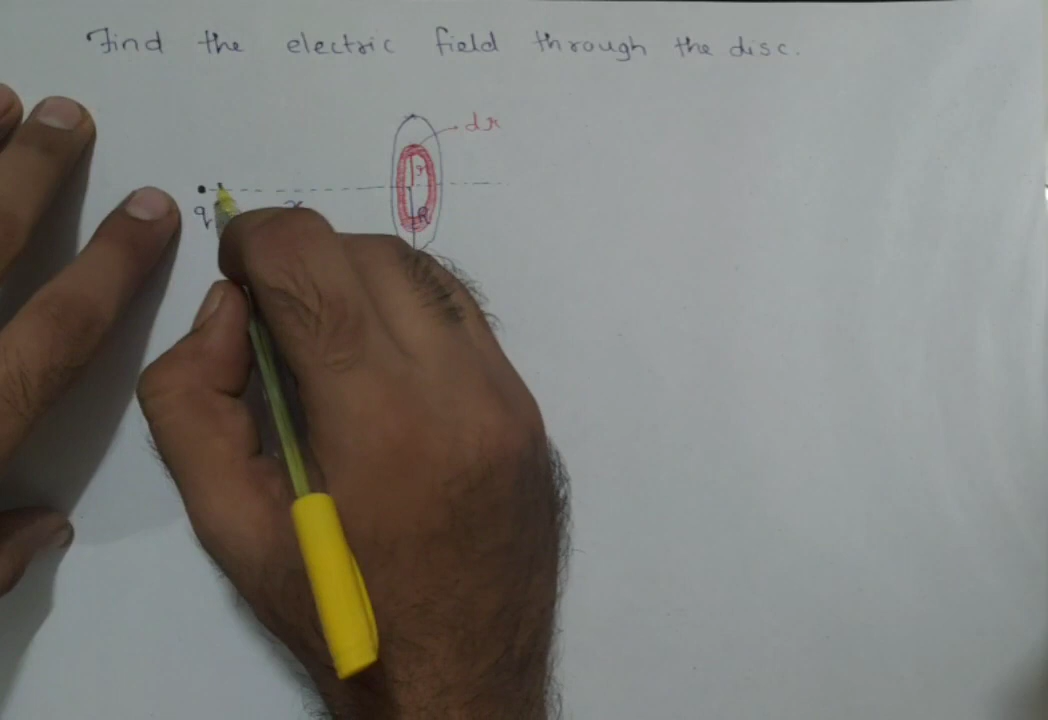 Find the electric field through the disc.
dr
r
q
x
R